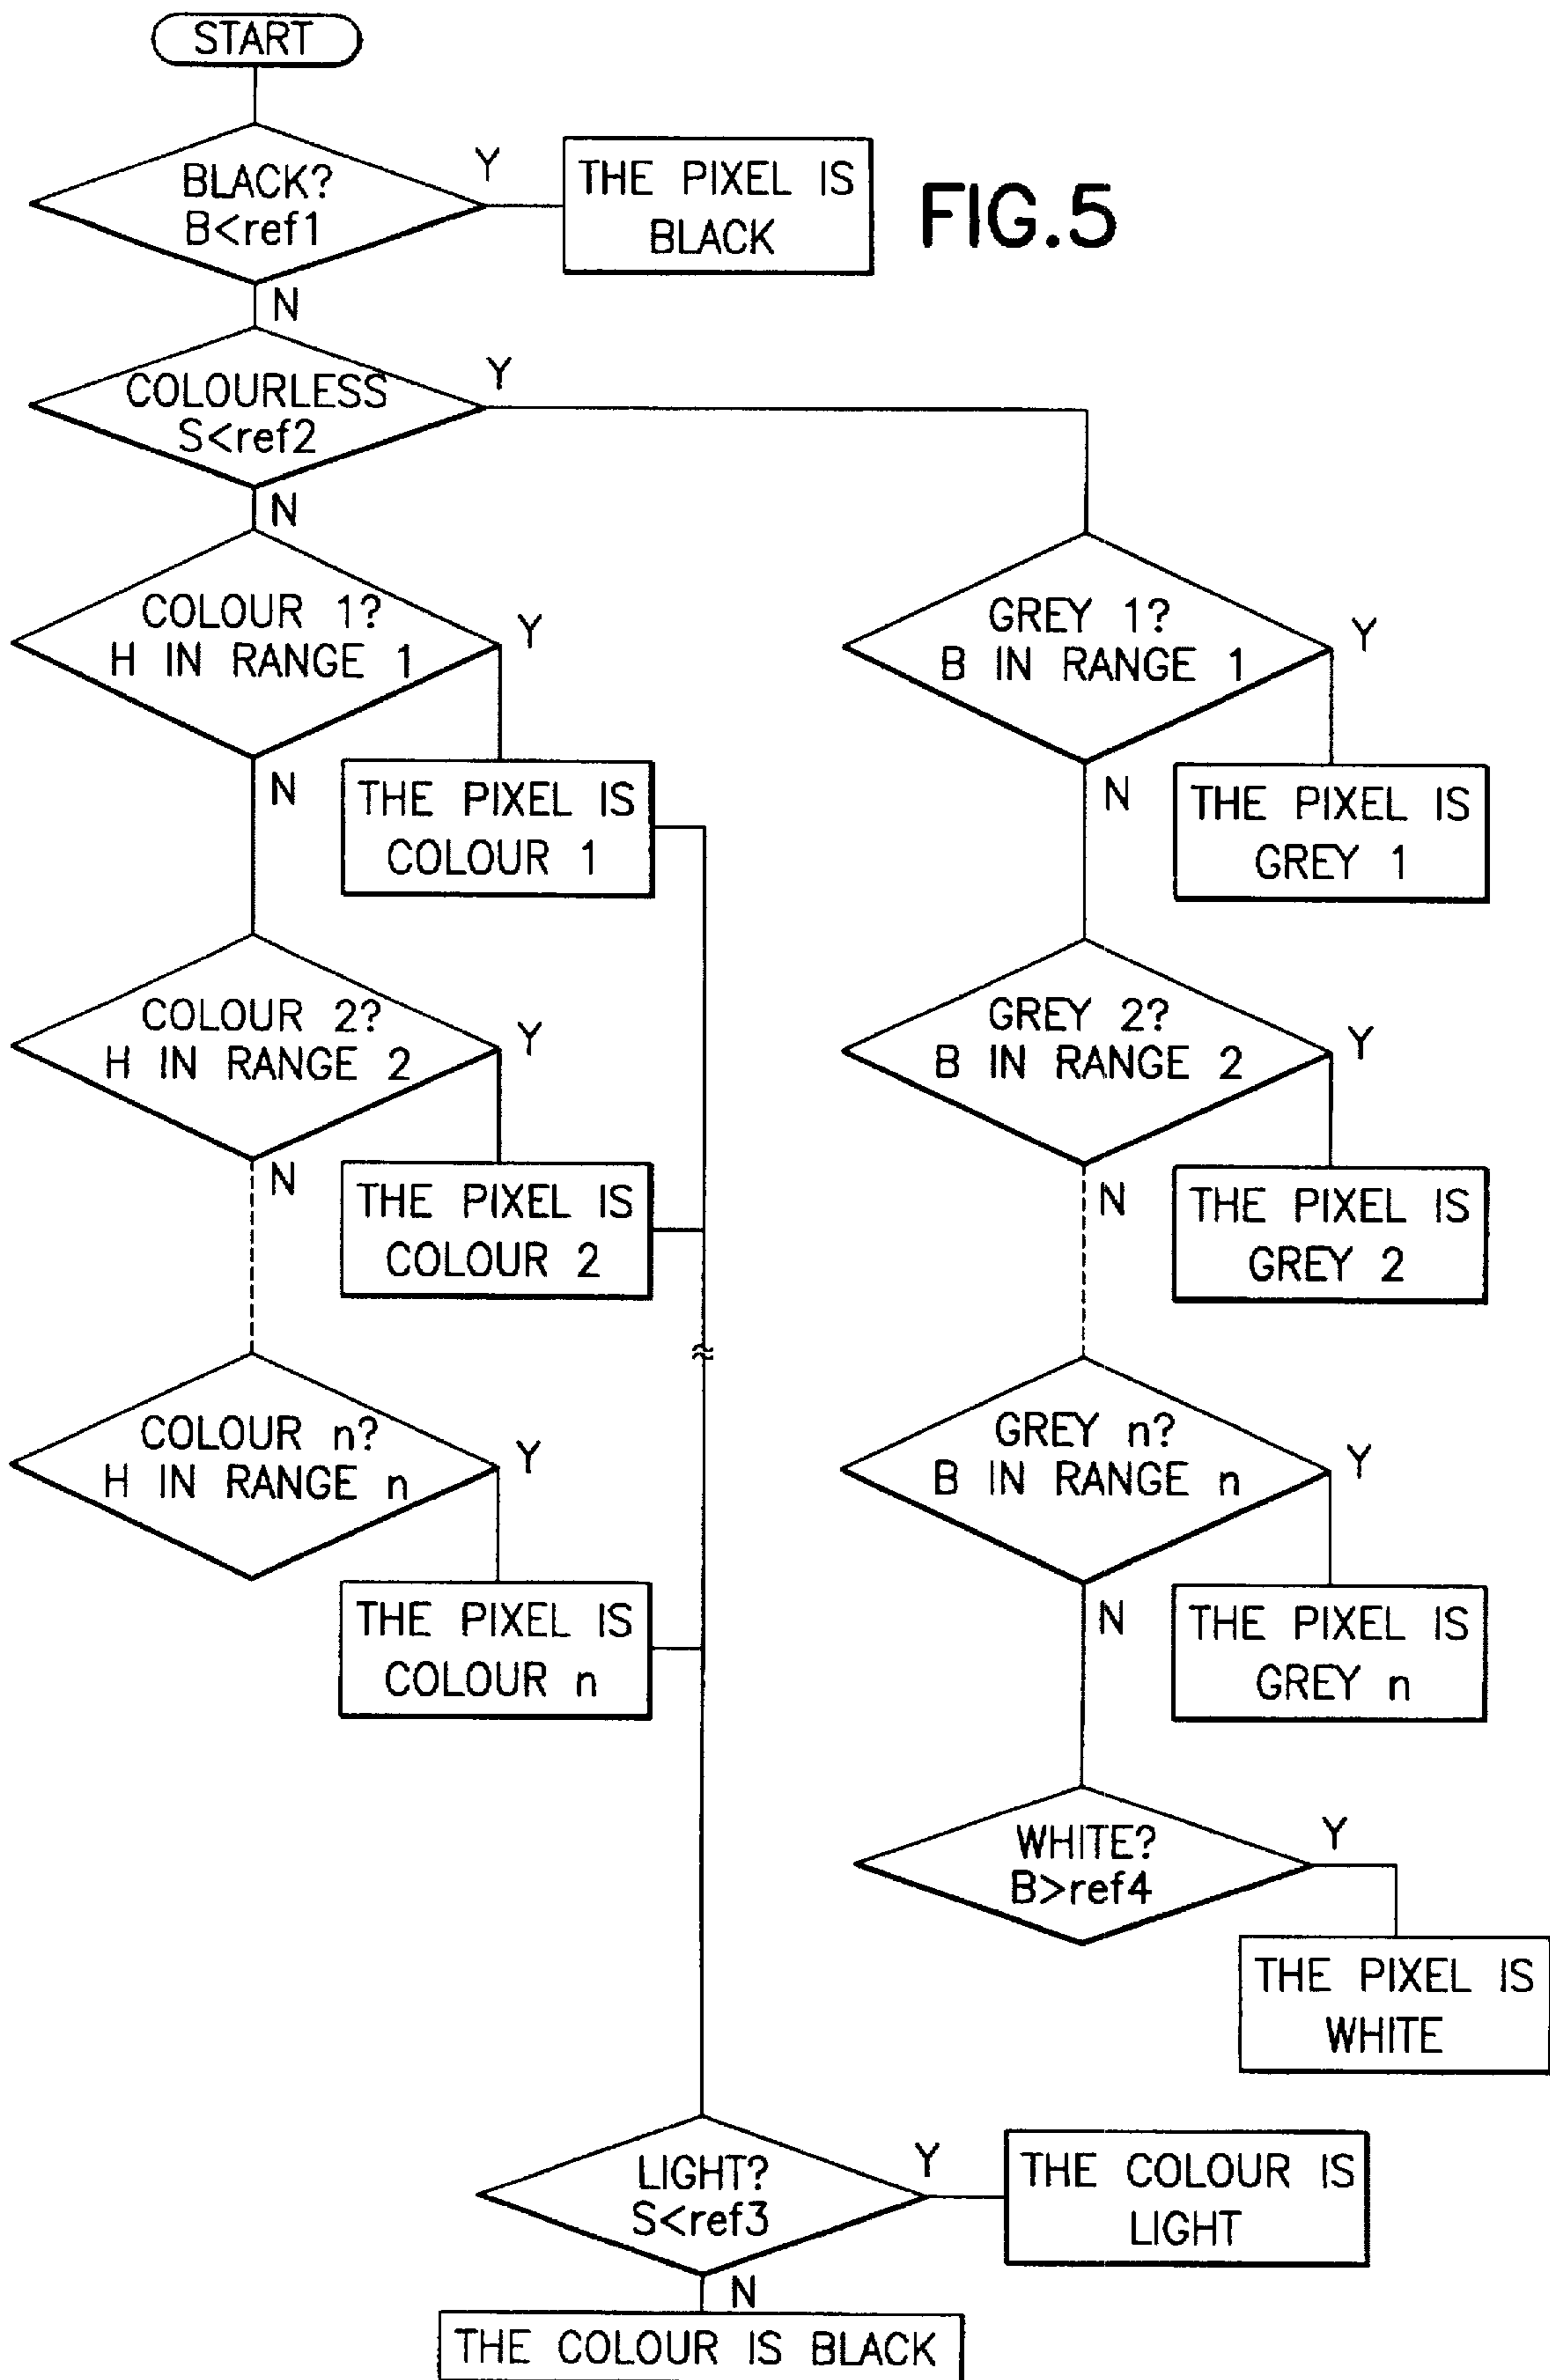 START
BLACK?
B<ref1
Y
THE PIXEL IS
BLACK
FIG.5
N
COLOURLESS
S<ref2
Y
N
COLOUR 1?
H IN RANGE 1
Y
GREY 1?
B IN RANGE 1
Y
N
THE PIXEL IS
COLOUR 1
N
THE PIXEL IS
GREY 1
COLOUR 2?
H IN RANGE 2
Y
GREY 2?
B IN RANGE 2
Y
N
THE PIXEL IS
COLOUR 2
N
THE PIXEL IS
GREY 2
COLOUR n?
H IN RANGE n
Y
GREY n?
B IN RANGE n
Y
THE PIXEL IS
COLOUR n
N
THE PIXEL IS
GREY n
WHITE?
B>ref4
Y
THE PIXEL IS
WHITE
LIGHT?
S<ref3
Y
THE COLOUR IS
LIGHT
N
THE COLOUR IS BLACK